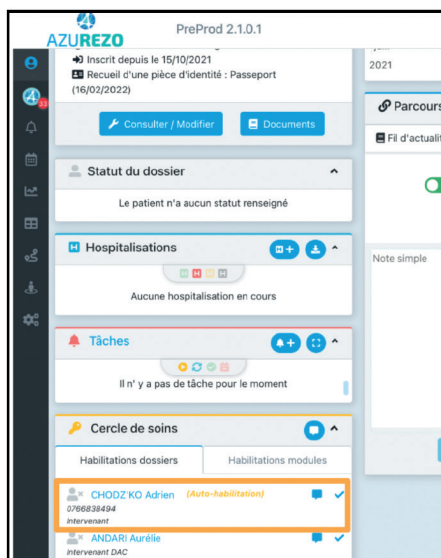 AZUREZO
PreProd 2.1.0.1
Inscrit depuis le 15/10/2021
Recueil d'une pièce d'identité : Passeport
(16/02/2022)
Consulter / Modifier
Documents
Statut du dossier
Le patient n'a aucun statut renseigné
Hospitalisations
Aucune hospitalisation en cours
Tâches
Il n' y a pas de tâche pour le moment
Cercle de soins
Habilitations dossiers
Habilitations modules
CHODZ'KO Adrien (Auto-habilitation)
0766838494
intervenant
ANDARI Aurélie
intervenant DAC
2021
Parcours
Fil d'actualit
Note simple